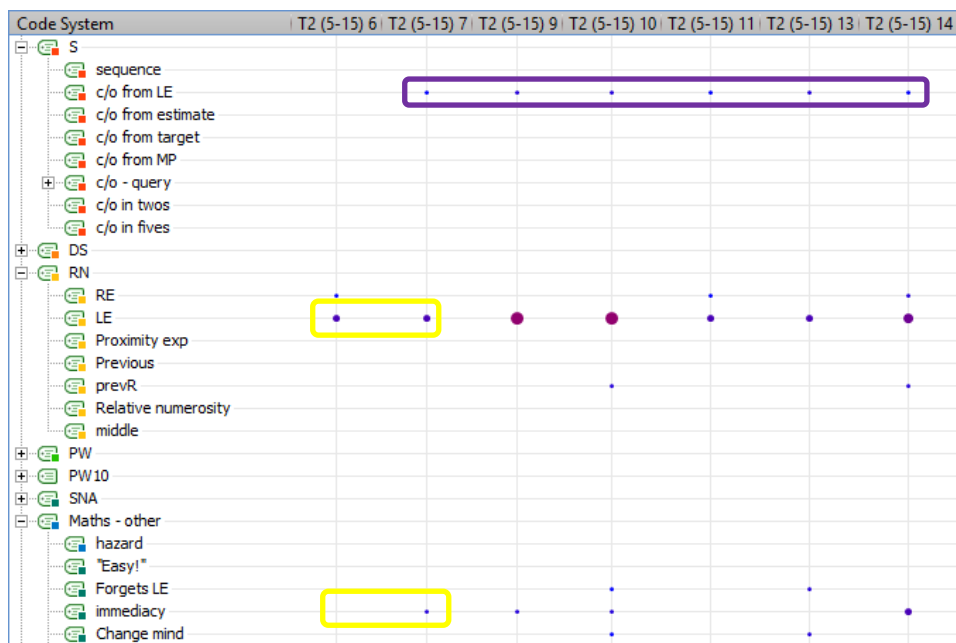 Code System T2 (5-15) 6 T2 (5-15) 7 T2 (5-15) 9 T2 (5-15) 10 T2 (5-15) 11 T2 (5-15) 13 T2 (5-15) 14
S
sequence
c/o from LE
c/o from estimate
c/o from target
c/o from MP
c/o - query
c/o in twos
c/o in fives
DS
RN
RE
LE
Proximity exp
Previous
prevR
Relative numerosity
middle
PW
PW10
SNA
Maths - other
hazard
"Easy!"
Forgets LE
immediacy
Change mind